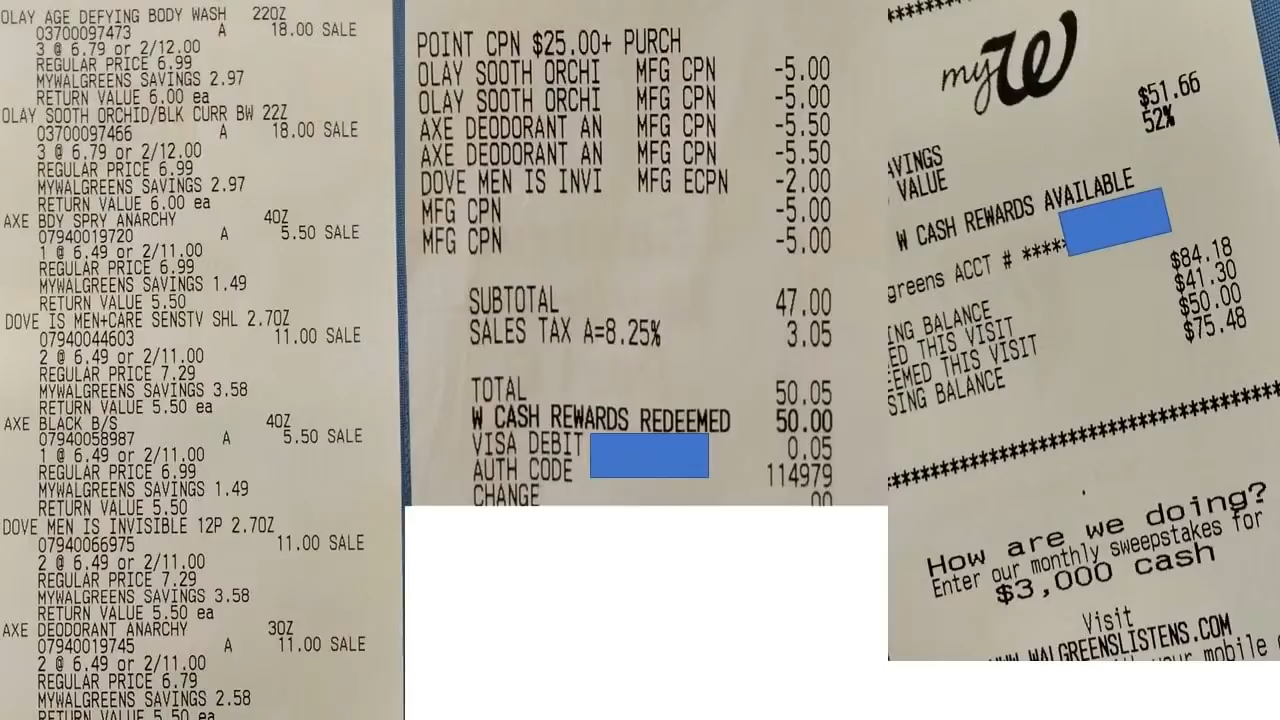 OLAY AGE DEFYING BODY WASH 22OZ
03700097473 A 18.00 SALE
3 @ 6.79 or 2/12.00
REGULAR PRICE 6.99
MYWALGREENS SAVINGS 2.97
RETURN VALUE 6.00 ea
OLAY SOOTH ORCHID/BLK CURR BW 22Z
03700097466 A 18.00 SALE
3 @ 6.79 or 2/12.00
REGULAR PRICE 6.99
MYWALGREENS SAVINGS 2.97
RETURN VALUE 6.00 ea
AXE BDY SPRY ANARCHY 4OZ
07940019720 A 5.50 SALE
1 @ 6.49 or 2/11.00
REGULAR PRICE 6.99
MYWALGREENS SAVINGS 1.49
RETURN VALUE 5.50
DOVE IS MEN+CARE SENSTV SHL 2.7OZ
07940044603 A 11.00 SALE
2 @ 6.49 or 2/11.00
REGULAR PRICE 7.29
MYWALGREENS SAVINGS 3.58
RETURN VALUE 5.50 ea
AXE BLACK B/S 4OZ
07940058987 A 5.50 SALE
1 @ 6.49 or 2/11.00
REGULAR PRICE 6.99
MYWALGREENS SAVINGS 1.49
RETURN VALUE 5.50
DOVE MEN IS INVISIBLE 12P 2.7OZ
07940066975 A 11.00 SALE
2 @ 6.49 or 2/11.00
REGULAR PRICE 7.29
MYWALGREENS SAVINGS 3.58
RETURN VALUE 5.50 ea
AXE DEODORANT ANARCHY 3OZ
07940019745 A 11.00 SALE
2 @ 6.49 or 2/11.00
REGULAR PRICE 6.79
MYWALGREENS SAVINGS 2.58
RETURN VALUE 5.50 ea
POINT CPN $25.00+ PURCH
OLAY SOOTH ORCHI MFG CPN -5.00
OLAY SOOTH ORCHI MFG CPN -5.00
AXE DEODORANT AN MFG CPN -5.50
AXE DEODORANT AN MFG CPN -5.50
DOVE MEN IS INVI MFG ECPN -2.00
MFG CPN -5.00
MFG CPN -5.00
SUBTOTAL 47.00
SALES TAX A=8.25% 3.05
TOTAL 50.05
W CASH REWARDS REDEEMED 50.00
VISA DEBIT 0.05
AUTH CODE 114979
CHANGE .00
******************
myW
$51.66
AVINGS 52%
VALUE
W CASH REWARDS AVAILABLE
greens ACCT # ****
ING BALANCE $84.18
ED THIS VISIT $41.30
EMED THIS VISIT $50.00
SING BALANCE $75.48
****************************************
How are we doing?
Enter our monthly sweepstakes for
$3,000 cash
Visit
WWW.WALGREENSLISTENS.COM
your mobile